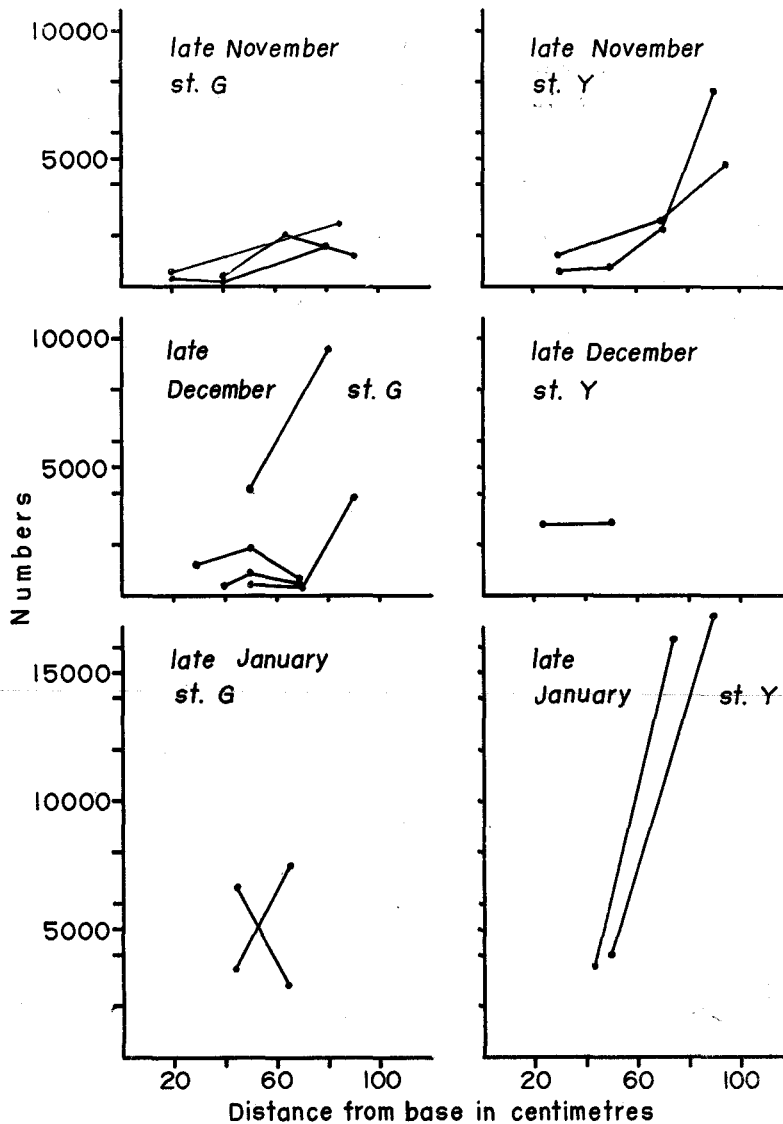 10000
5000
late November
st. G
late November
st. Y
10000
5000
late
December st. G
late December
st. Y
Numbers
15000
10000
5000
late January
st. G
late
January st. Y
20 60 100
20 60 100
Distance from base in centimetres